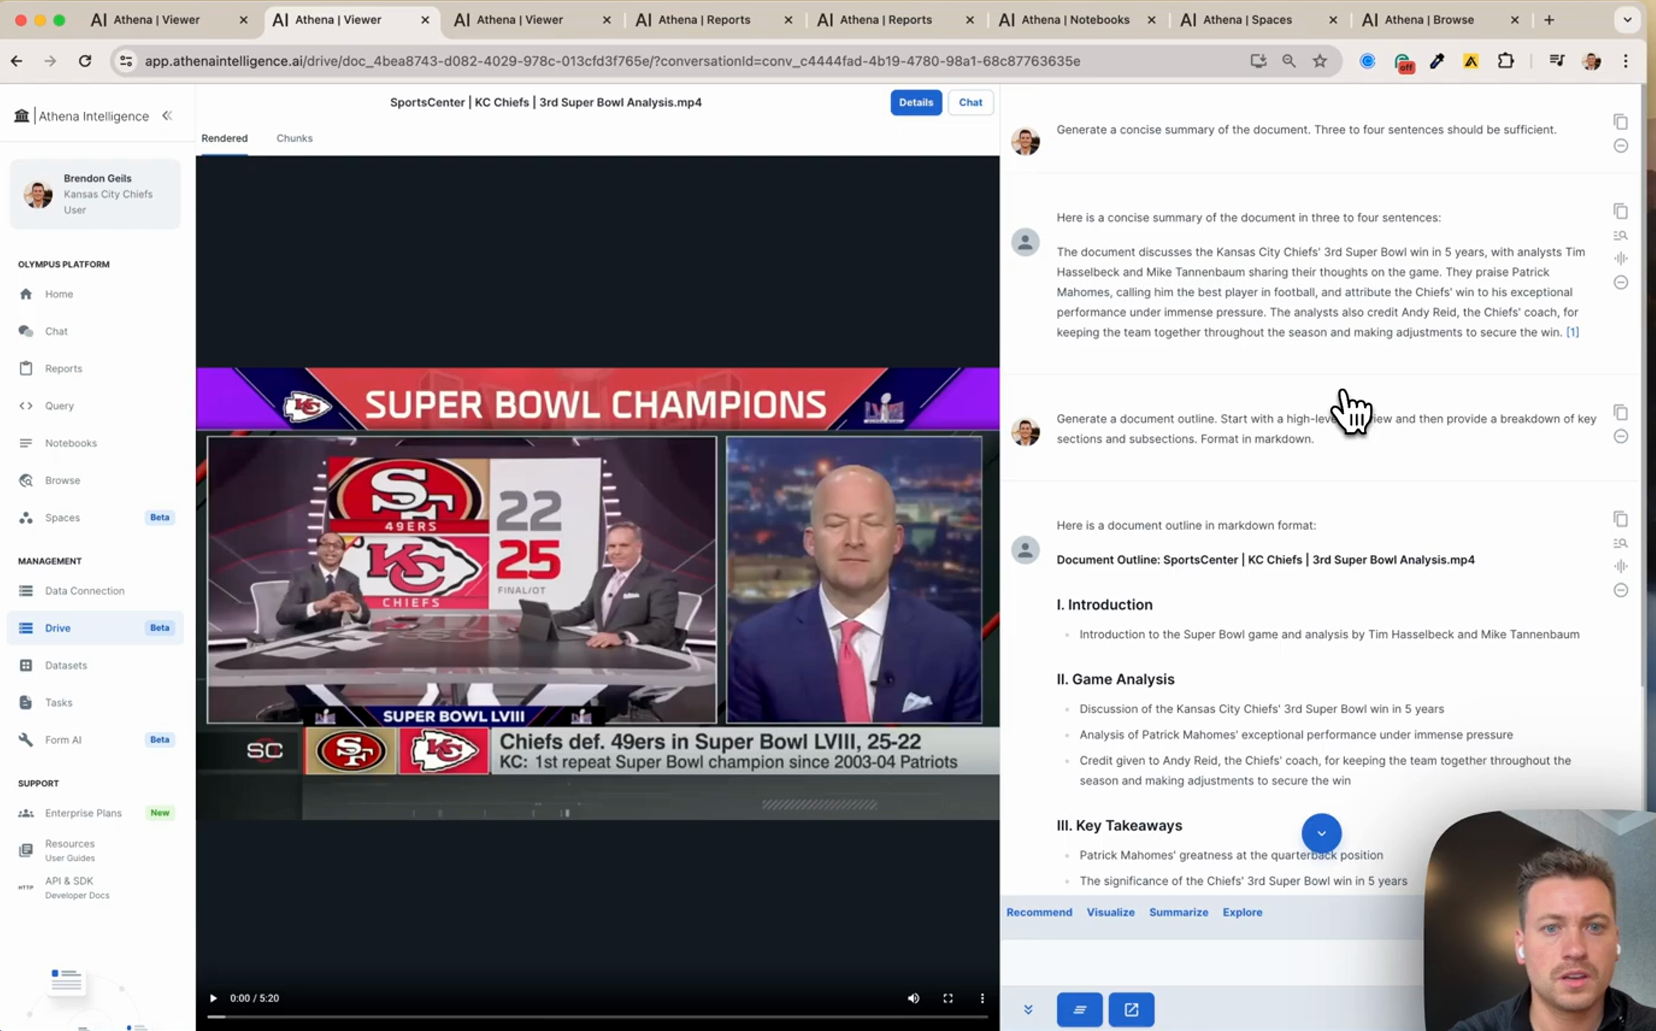 Athena | Viewer
Athena | Viewer
Athena | Viewer
Athena | Reports
Athena | Reports
Athena | Notebooks
Athena | Spaces
Athena | Browse
app.athenaintelligence.ai/drive/doc_4bea8743-d082-4029-978c-013cfd3f765e/?conversationId=conv_c4444fad-4b19-4780-98a1-68c87763635e
off
Athena Intelligence
Brendon Geils
Kansas City Chiefs
User
OLYMPUS PLATFORM
Home
Chat
Reports
Query
Notebooks
Browse
Spaces Beta
MANAGEMENT
Data Connection
Drive Beta
Datasets
Tasks
Form AI Beta
SUPPORT
Enterprise Plans New
Resources
User Guides
HTTP API & SDK
Developer Docs
SportsCenter | KC Chiefs | 3rd Super Bowl Analysis.mp4
Details Chat
Rendered Chunks
SUPER BOWL CHAMPIONS
SF
49ERS
22
KC
25
CHIEFS
FINAL/OT
SUPER BOWL LVIII
SC
SF
KC
Chiefs def. 49ers in Super Bowl LVIII, 25-22
KC: 1st repeat Super Bowl champion since 2003-04 Patriots
0:00 / 5:20
Generate a concise summary of the document. Three to four sentences should be sufficient.
Here is a concise summary of the document in three to four sentences:
The document discusses the Kansas City Chiefs' 3rd Super Bowl win in 5 years, with analysts Tim
Hasselbeck and Mike Tannenbaum sharing their thoughts on the game. They praise Patrick
Mahomes, calling him the best player in football, and attribute the Chiefs' win to his exceptional
performance under immense pressure. The analysts also credit Andy Reid, the Chiefs' coach, for
keeping the team together throughout the season and making adjustments to secure the win. [1]
Generate a document outline. Start with a high-leve iew and then provide a breakdown of key
sections and subsections. Format in markdown.
Here is a document outline in markdown format:
Document Outline: SportsCenter | KC Chiefs | 3rd Super Bowl Analysis.mp4
I. Introduction
Introduction to the Super Bowl game and analysis by Tim Hasselbeck and Mike Tannenbaum
II. Game Analysis
Discussion of the Kansas City Chiefs' 3rd Super Bowl win in 5 years
Analysis of Patrick Mahomes' exceptional performance under immense pressure
Credit given to Andy Reid, the Chiefs' coach, for keeping the team together throughout the
season and making adjustments to secure the win
III. Key Takeaways
Patrick Mahomes' greatness at the quarterback position
The significance of the Chiefs' 3rd Super Bowl win in 5 years
Recommend Visualize Summarize Explore